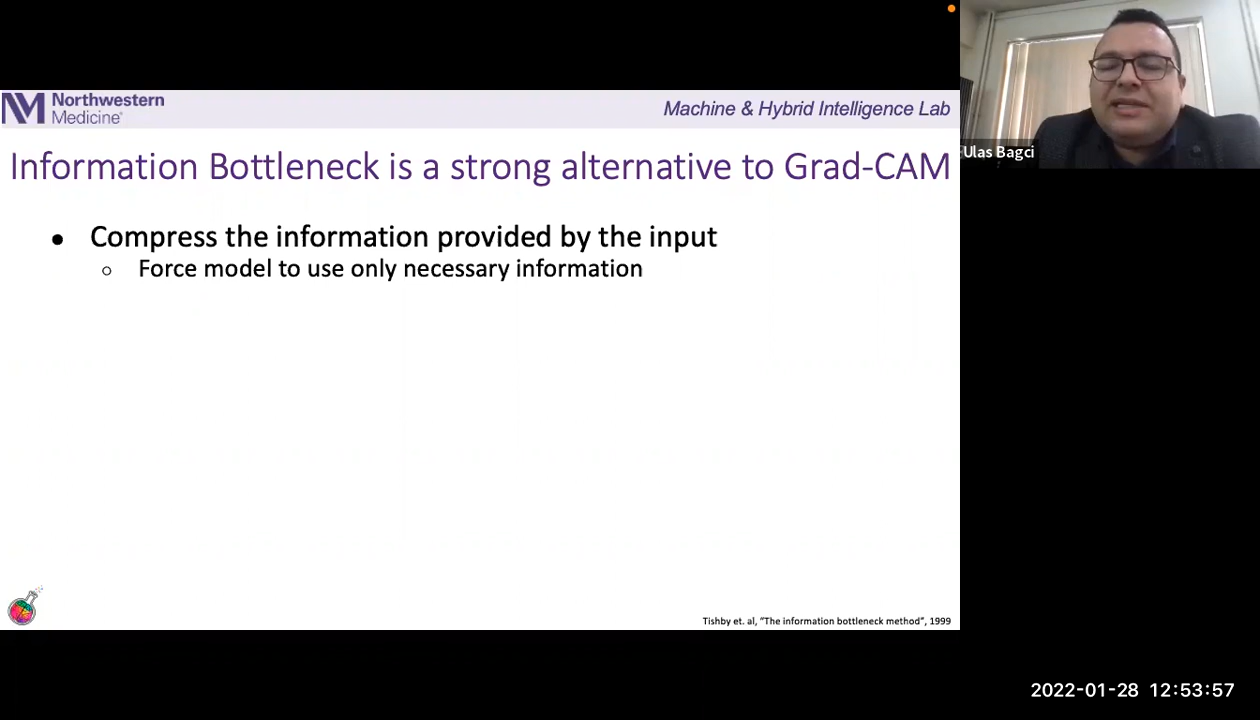 Northwestern
Medicine®
Machine & Hybrid Intelligence Lab
Information Bottleneck is a strong alternative to Grad-CAM
● Compress the information provided by the input
○ Force model to use only necessary information
Tishby et. al, “The information bottleneck method”, 1999
Ulas Bagci
2022-01-28 12:53:57